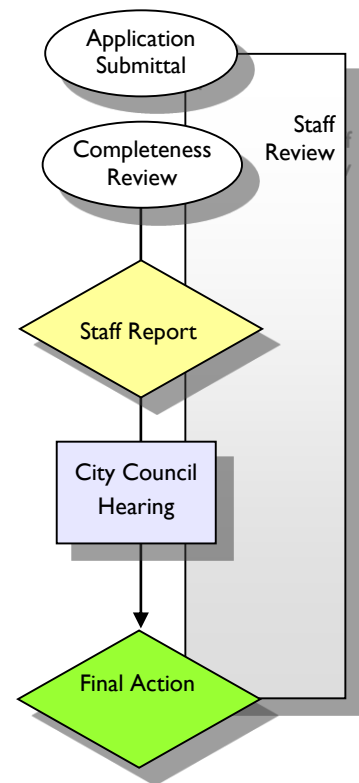 Application
Submittal
Staff
Review
Completeness
Review
Staff Report
City Council
Hearing
Final Action